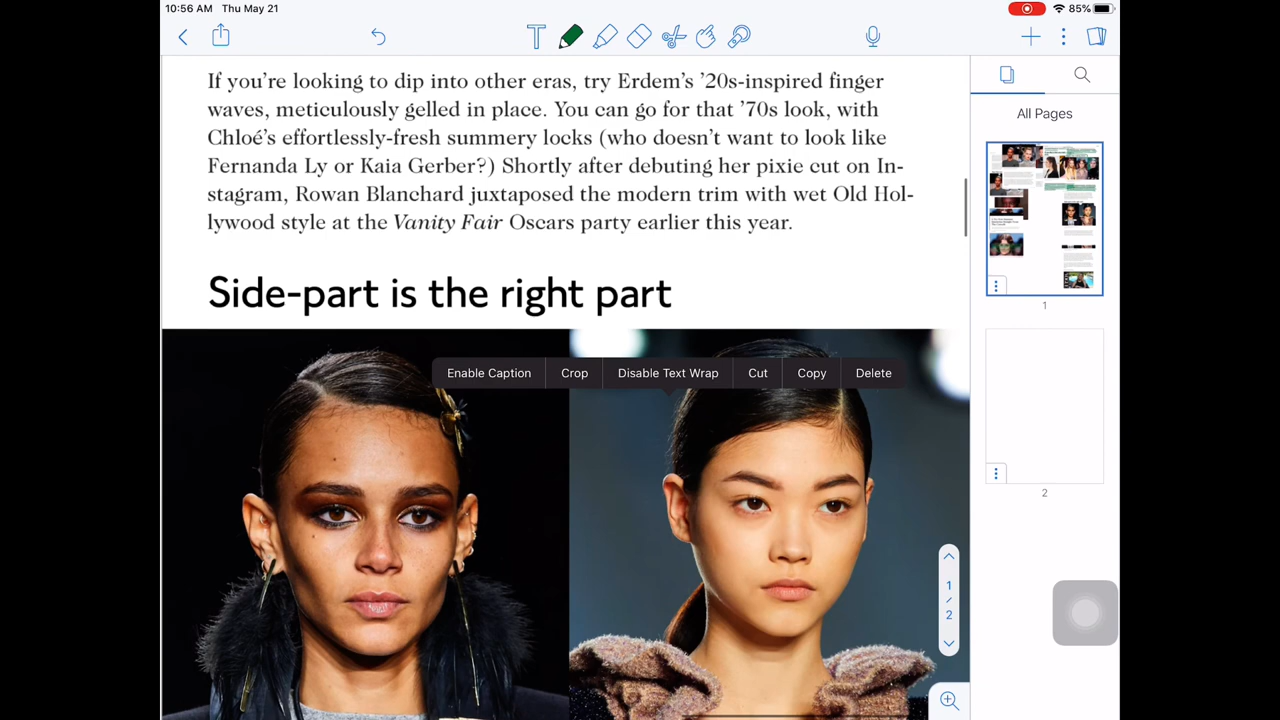 10:56 AM Thu May 21
85%
T
If you're looking to dip into other eras, try Erdem's '20s-inspired finger
waves, meticulously gelled in place. You can go for that '70s look, with
Chloé's effortlessly-fresh summery locks (who doesn't want to look like
Fernanda Ly or Kaia Gerber?) Shortly after debuting her pixie cut on In-
stagram, Rowan Blanchard juxtaposed the modern trim with wet Old Hol-
lywood style at the Vanity Fair Oscars party earlier this year.
Side-part is the right part
Enable Caption Crop Disable Text Wrap Cut Copy Delete
1
/
2
All Pages
1
2